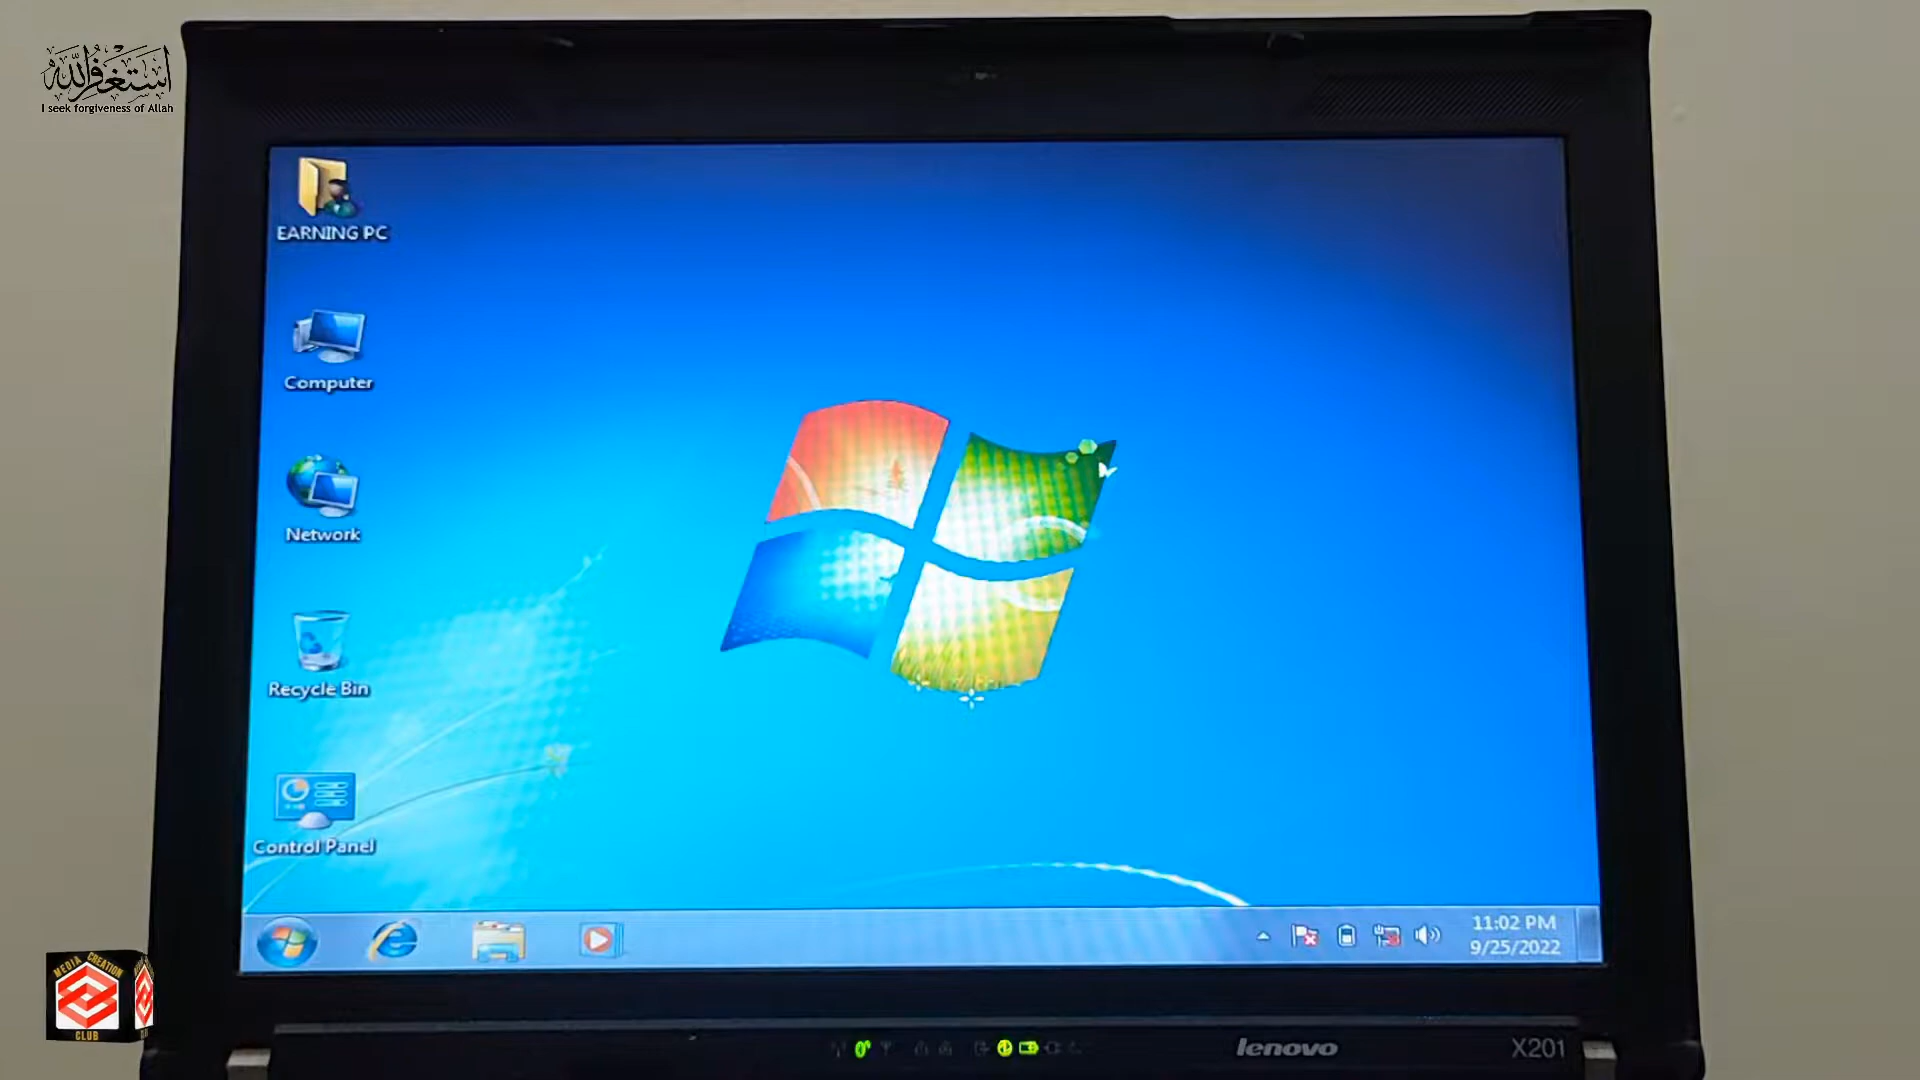 أستغفر الله
I seek forgiveness of Allah
EARNING PC
Computer
Network
Recycle Bin
Control Panel
11:02 PM
9/25/2022
MEDIA CREATION
CLUB
lenovo
X201